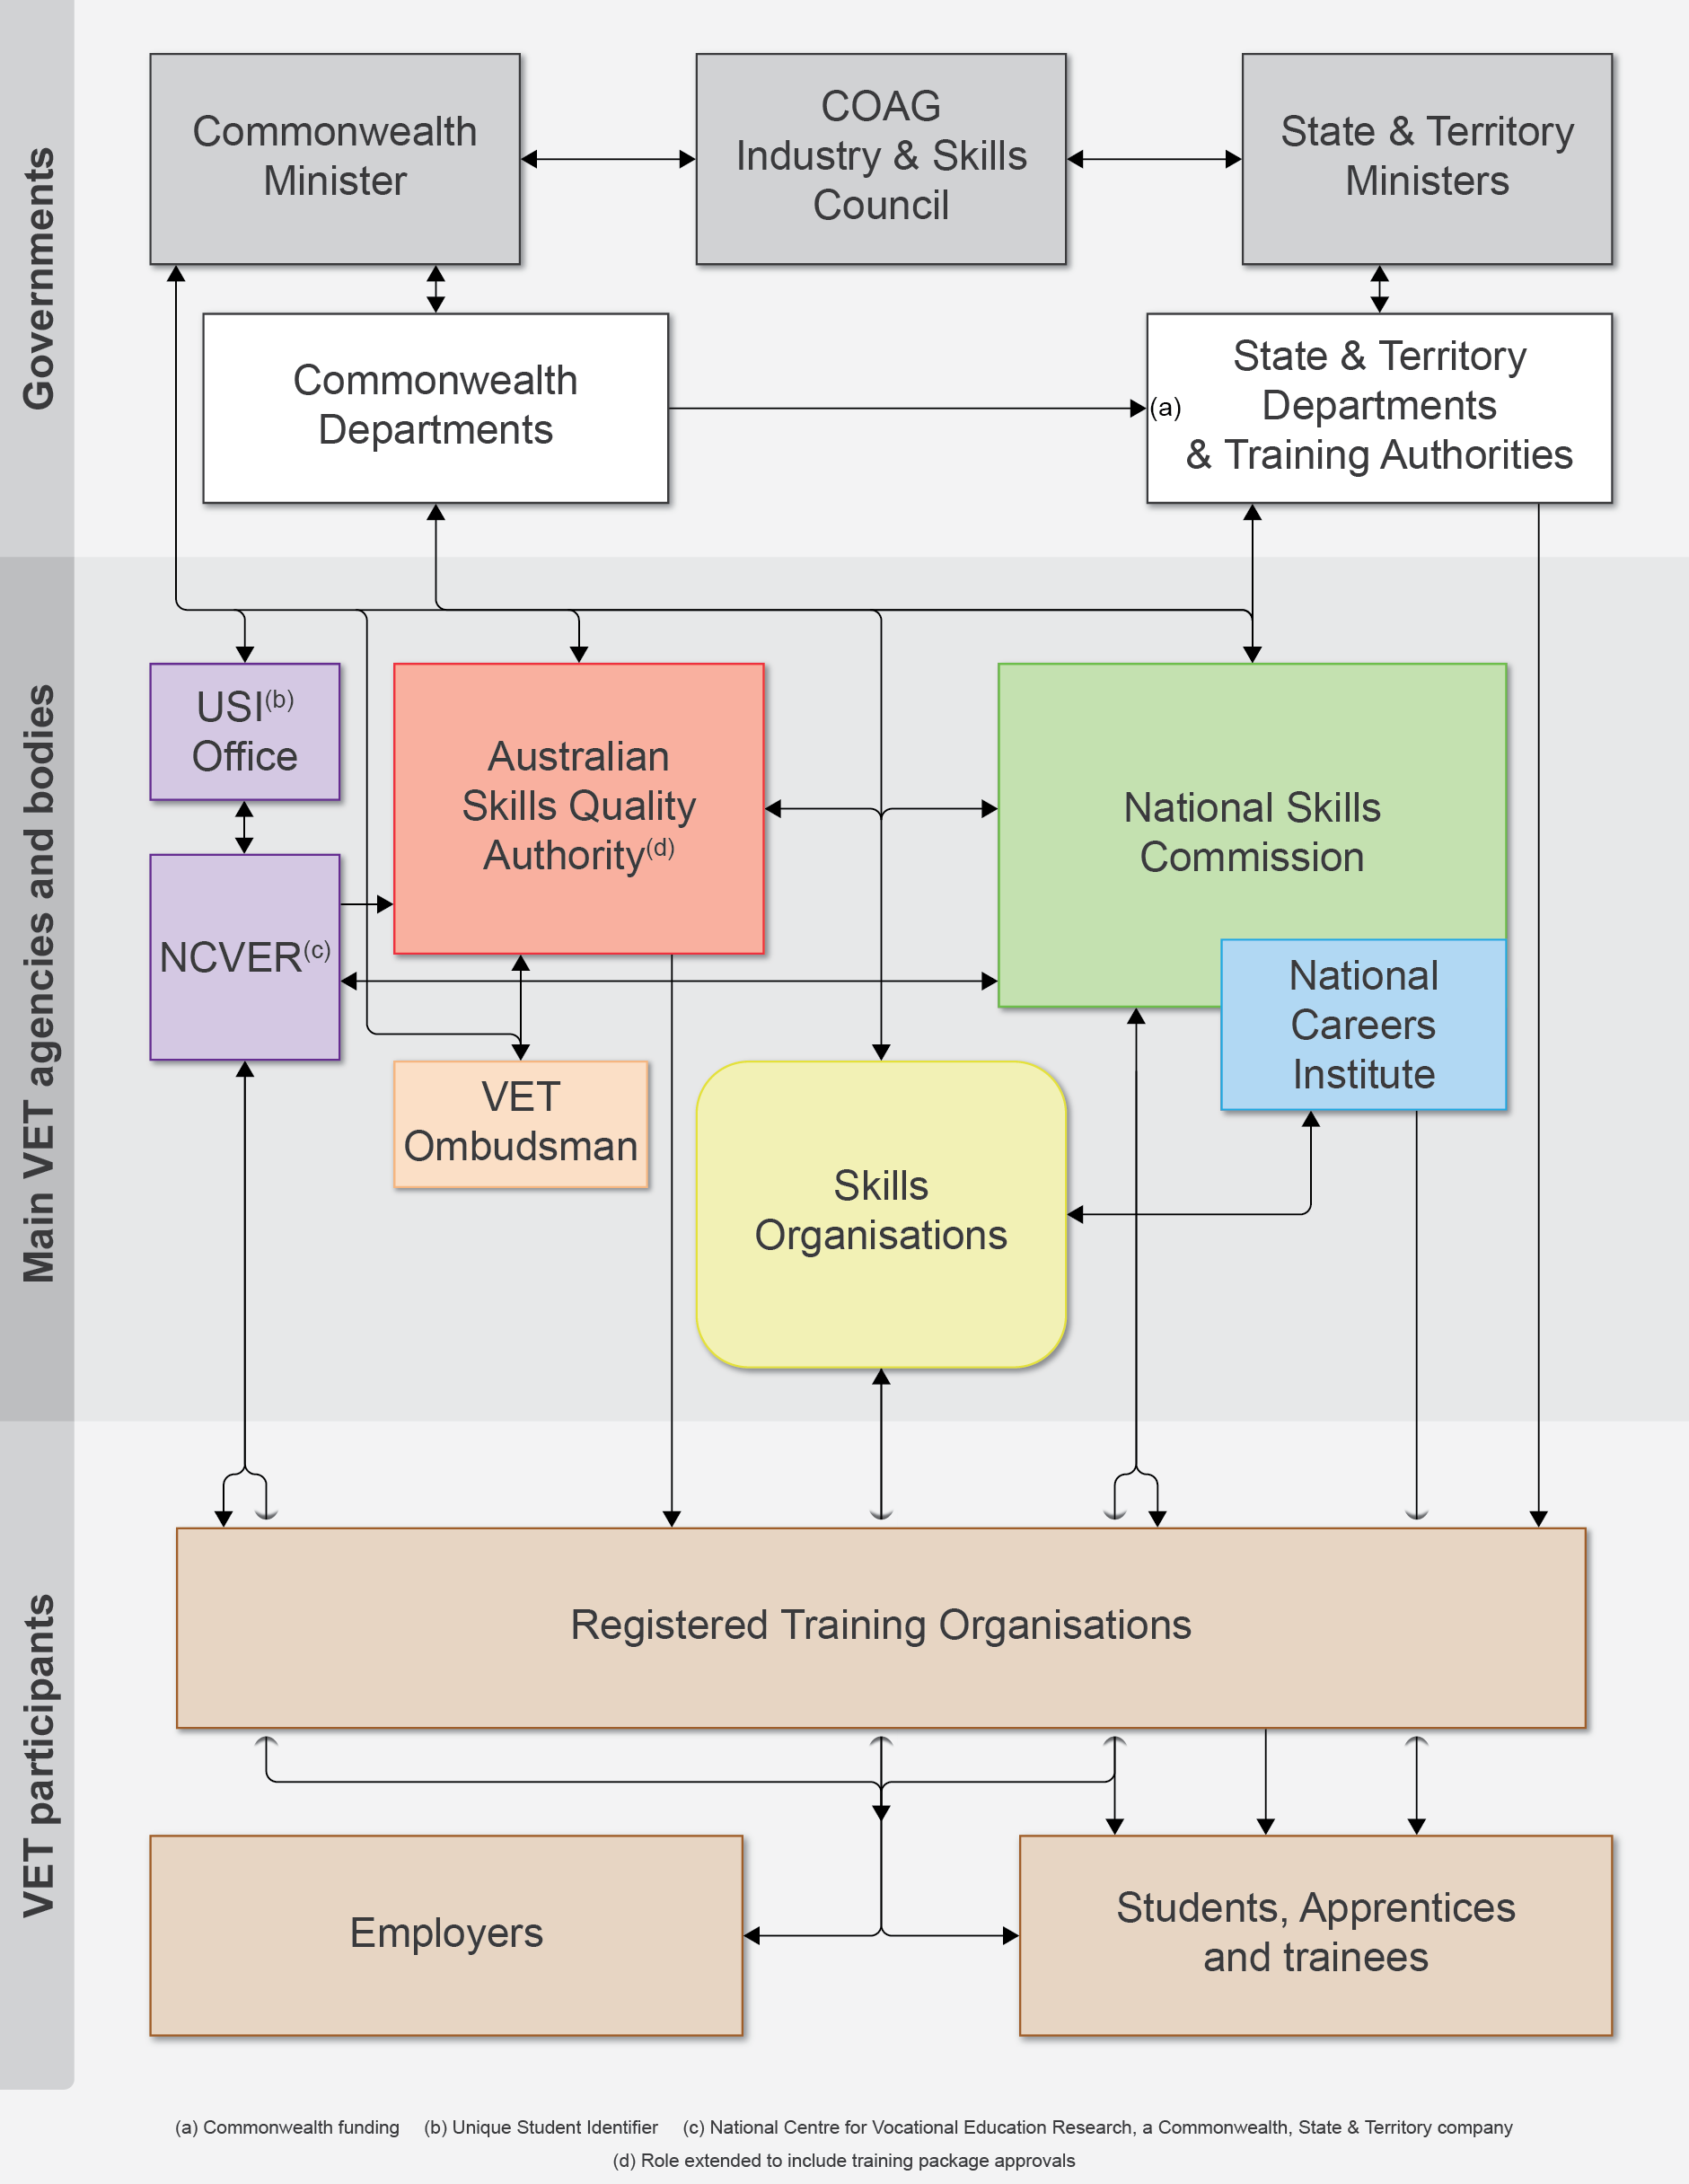 Governments
Commonwealth
Minister
COAG
Industry & Skills
Council
State & Territory
Ministers
Commonwealth
Departments
(a)
State & Territory
Departments
& Training Authorities
Main VET agencies and bodies
USI(b)
Office
Australian
Skills Quality
Authority(d)
National Skills
Commission
NCVER(c)
National
Careers
Institute
VET
Ombudsman
Skills
Organisations
VET participants
Registered Training Organisations
Employers
Students, Apprentices
and trainees
(a) Commonwealth funding (b) Unique Student Identifier (c) National Centre for Vocational Education Research, a Commonwealth, State & Territory company
(d) Role extended to include training package approvals